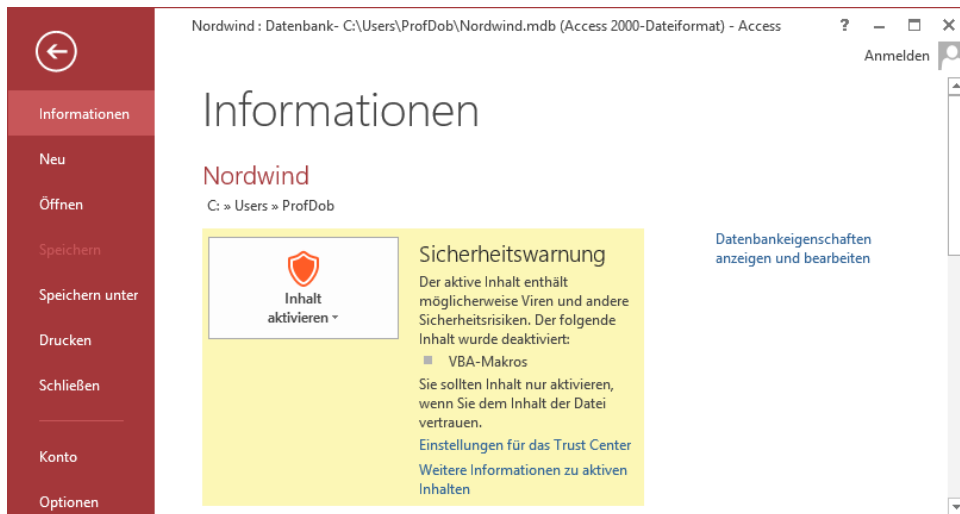 Nordwind : Datenbank- C:\Users\ProfDob\Nordwind.mdb (Access 2000-Dateiformat) - Access
?
Anmelden
Informationen
Neu
Öffnen
Speichern
Speichern unter
Drucken
Schließen
Konto
Optionen
Informationen
Nordwind
C: » Users » ProfDob
Inhalt
aktivieren
Sicherheitswarnung
Der aktive Inhalt enthält
möglicherweise Viren und andere
Sicherheitsrisiken. Der folgende
Inhalt wurde deaktiviert:
VBA-Makros
Sie sollten Inhalt nur aktivieren,
wenn Sie dem Inhalt der Datei
vertrauen.
Einstellungen für das Trust Center
Weitere Informationen zu aktiven
Inhalten
Datenbankeigenschaften
anzeigen und bearbeiten